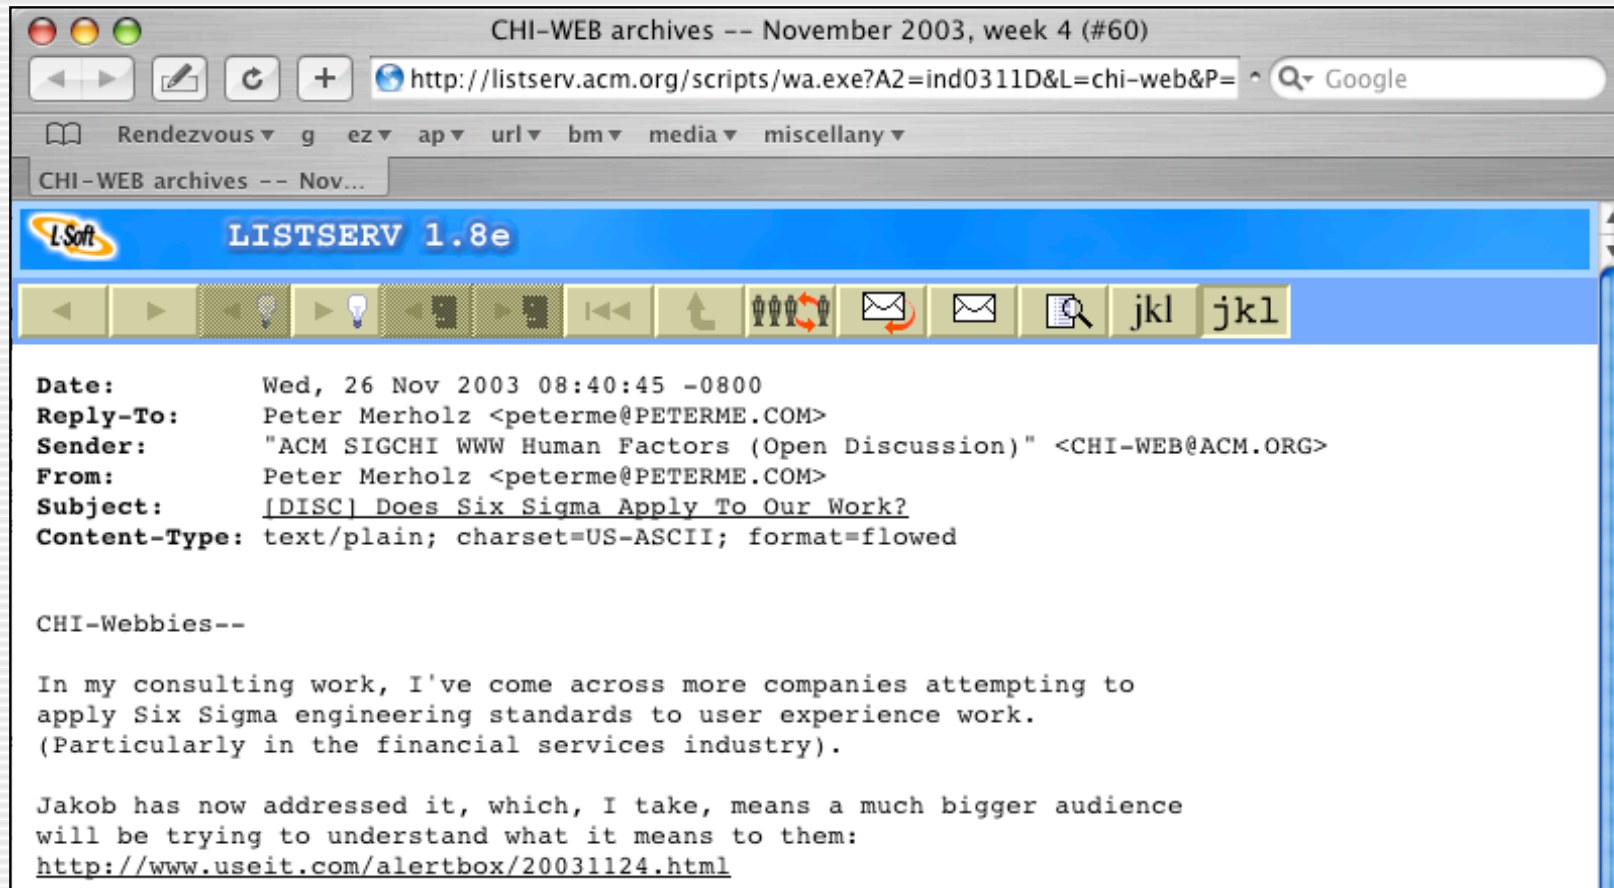 CHI-WEB archives -- November 2003, week 4 (#60)
http://listserv.acm.org/scripts/wa.exe?A2=ind0311D&L=chi-web&P=
Google
Rendezvous g ez ap url bm media miscellany
CHI-WEB archives -- Nov...
L-Soft
LISTSERV 1.8e
jkl jkl
Date: Wed, 26 Nov 2003 08:40:45 -0800
Reply-To: Peter Merholz <peterme@PETERME.COM>
Sender: "ACM SIGCHI WWW Human Factors (Open Discussion)" <CHI-WEB@ACM.ORG>
From: Peter Merholz <peterme@PETERME.COM>
Subject: [DISC] Does Six Sigma Apply To Our Work?
Content-Type: text/plain; charset=US-ASCII; format=flowed
CHI-Webbies--
In my consulting work, I've come across more companies attempting to
apply Six Sigma engineering standards to user experience work.
(Particularly in the financial services industry).
Jakob has now addressed it, which, I take, means a much bigger audience
will be trying to understand what it means to them:
http://www.useit.com/alertbox/20031124.html